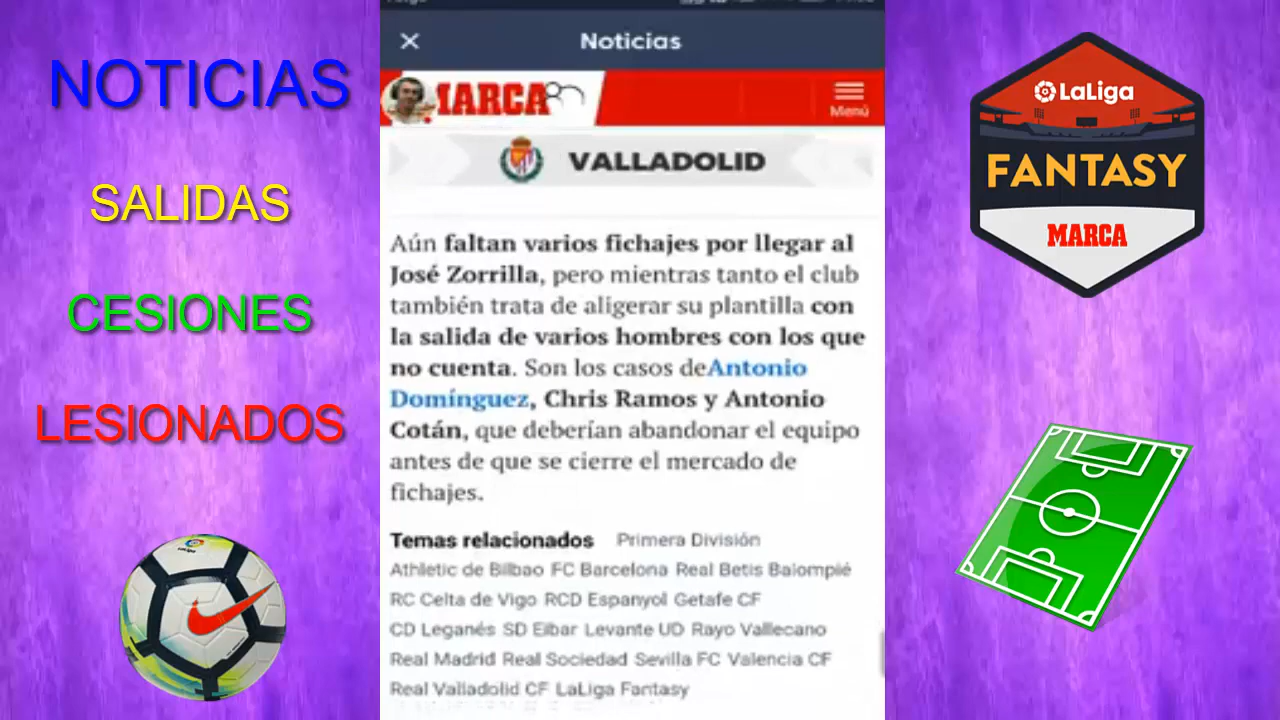 NOTICIAS
SALIDAS
CESIONES
LESIONADOS
Noticias
MARCA
Menú
VALLADOLID
Aún faltan varios fichajes por llegar al
José Zorrilla, pero mientras tanto el club
también trata de aligerar su plantilla con
la salida de varios hombres con los que
no cuenta. Son los casos deAntonio
Domínguez, Chris Ramos y Antonio
Cotán, que deberían abandonar el equipo
antes de que se cierre el mercado de
fichajes.
Temas relacionados Primera División
Athletic de Bilbao FC Barcelona Real Betis Balompié
RC Celta de Vigo RCD Espanyol Getafe CF
CD Leganés SD Eibar Levante UD Rayo Vallecano
Real Madrid Real Sociedad Sevilla FC Valencia CF
Real Valladolid CF LaLiga Fantasy
LaLiga
FANTASY
MARCA